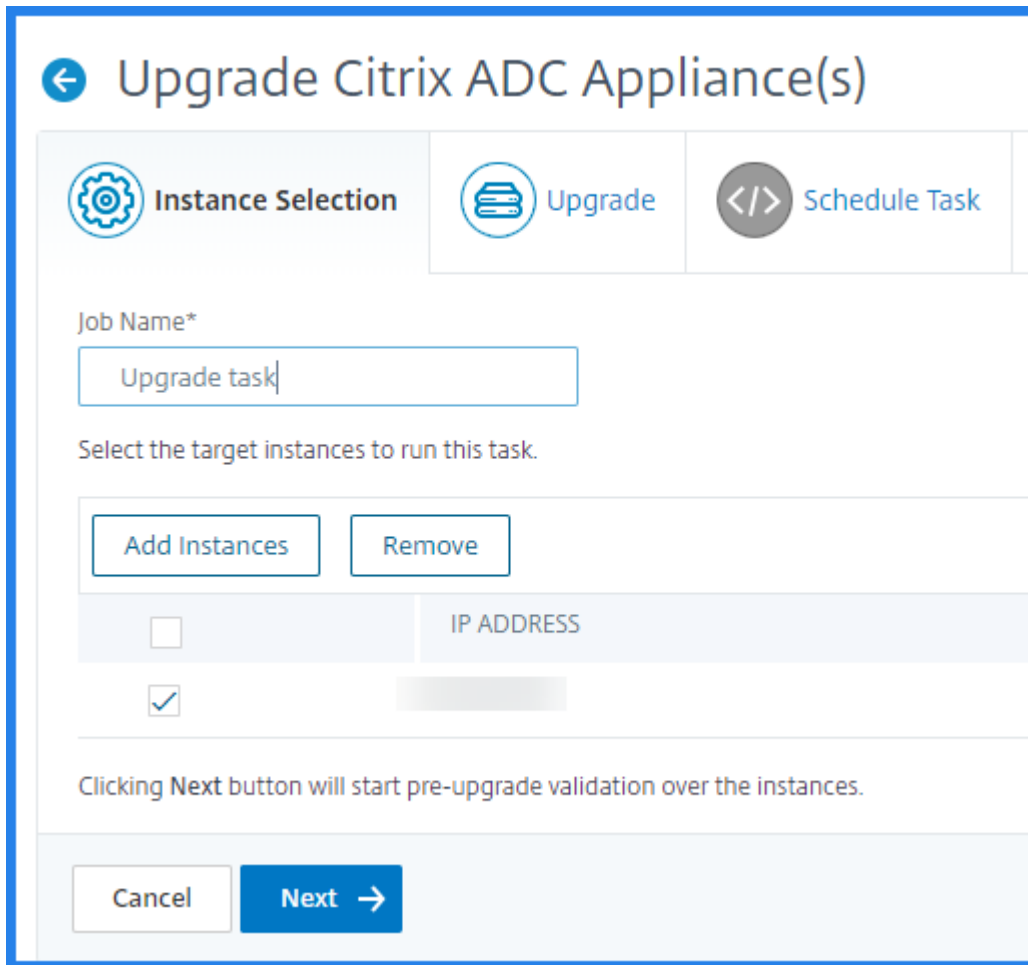 Upgrade Citrix ADC Appliance(s)
Instance Selection
Upgrade
</> Schedule Task
Job Name*
Upgrade task
Select the target instances to run this task.
Add Instances
Remove
IP ADDRESS
Clicking Next button will start pre-upgrade validation over the instances.
Cancel
Next